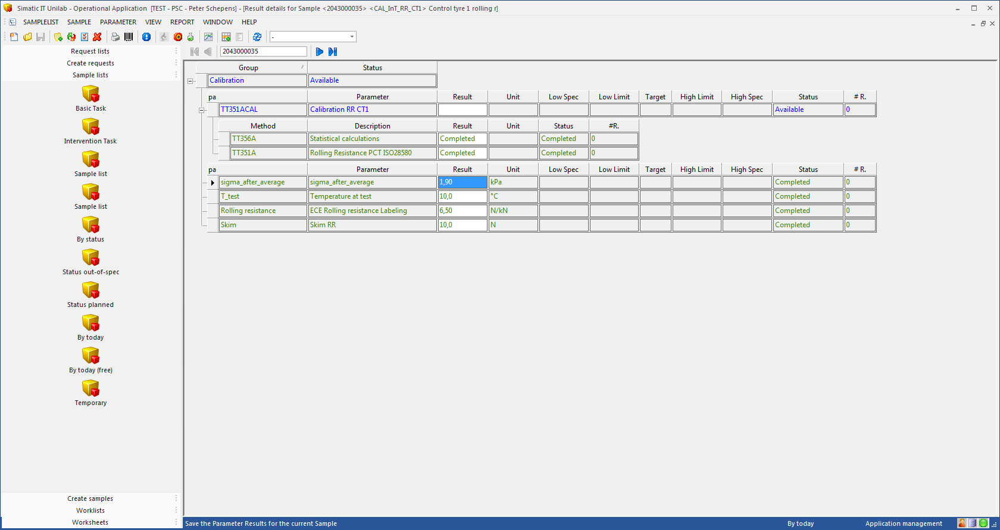 Simatic IT Unilab - Operational Application [TEST - PSC - Peter Schepens] - [Result details for Sample <2043000035> <CAL_InT_RR_CT1> Control tyre 1 rolling r]
SAMPLELIST SAMPLE PARAMETER VIEW REPORT WINDOW HELP
-
Request lists
Create requests
Sample lists
Basic Task
Intervention Task
Sample list
Sample list
By status
Status out-of-spec
Status planned
By today
By today (free)
Temporary
Create samples
Worklists
Worksheets
2043000035
Group Status
Calibration Available
pa Parameter Result Unit Low Spec Low Limit Target High Limit High Spec Status # R.
TT351ACAL Calibration RR CT1 Available 0
Method Description Result Unit Status #R.
TT356A Statistical calculations Completed Completed 0
TT351A Rolling Resistance PCT ISO28580 Completed Completed 0
pa Parameter Result Unit Low Spec Low Limit Target High Limit High Spec Status # R.
sigma_after_average sigma_after_average 1,90 kPa Completed 0
T_test Temperature at test 10,0 °C Completed 0
Rolling resistance ECE Rolling resistance Labeling 6,50 N/kN Completed 0
Skim Skim RR 10,0 N Completed 0
Save the Parameter Results for the current Sample By today Application management